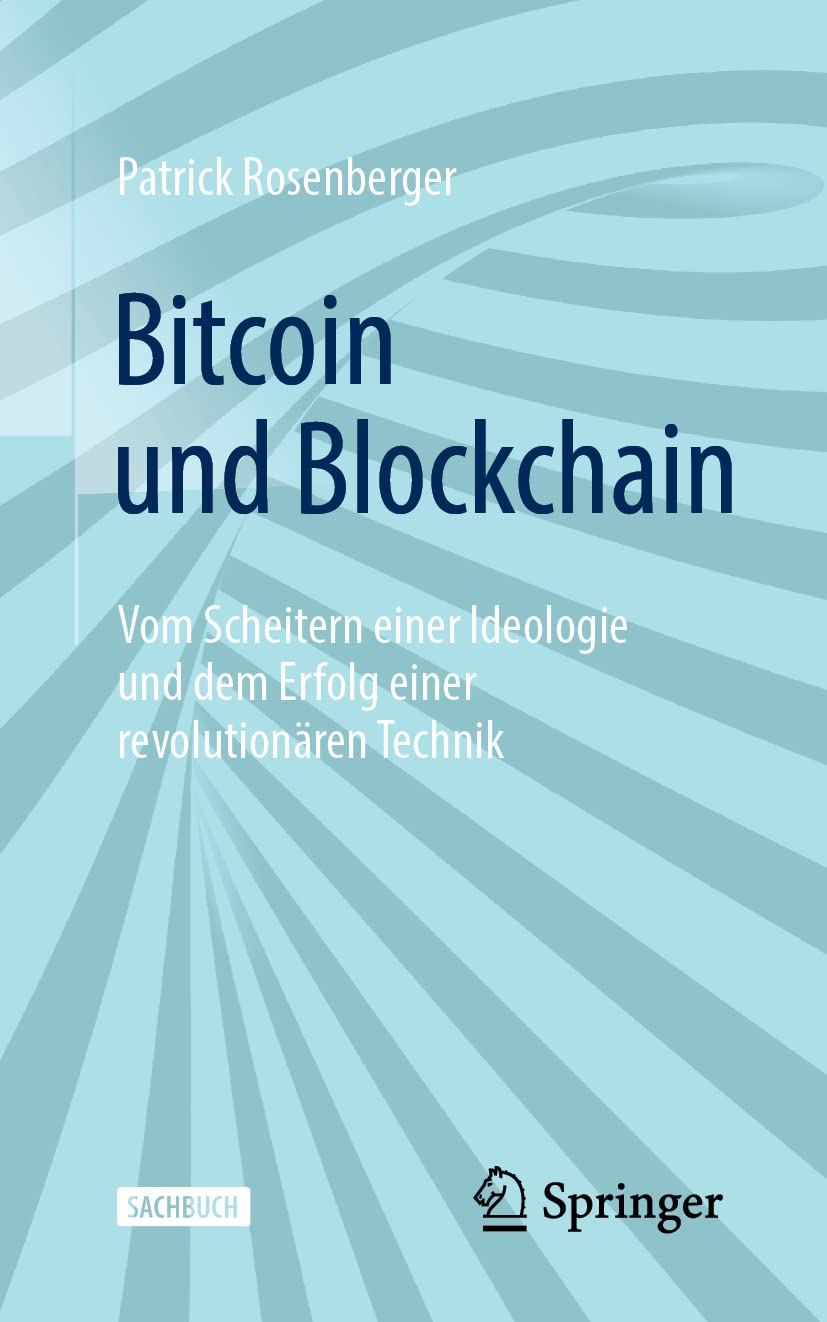 Patrick Rosenberger
Bitcoin
und Blockchain
Vom Scheitern einer Ideologie
und dem Erfolg einer
revolutionären Technik
SACHBUCH
Springer